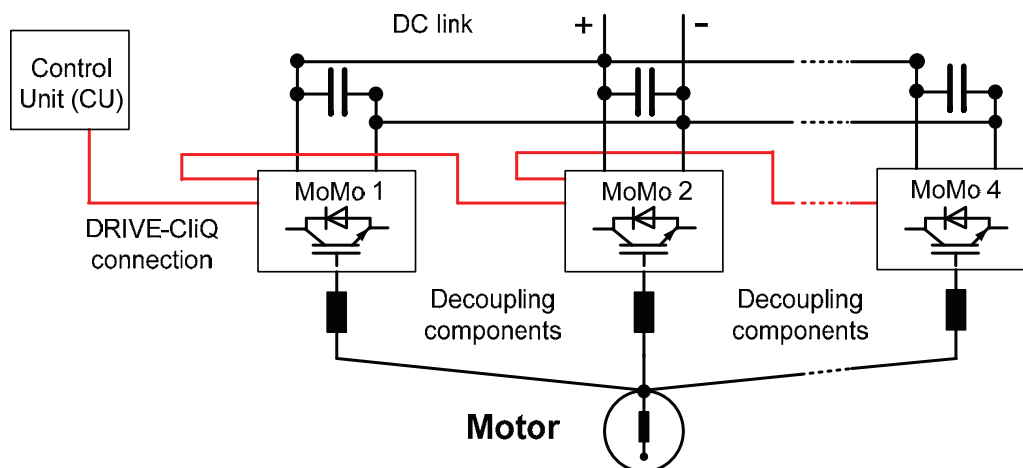 DC link
+
-
Control
Unit (CU)
MoMo 1
MoMo 2
MoMo 4
DRIVE-CliQ
connection
Decoupling
components
Decoupling
components
Motor